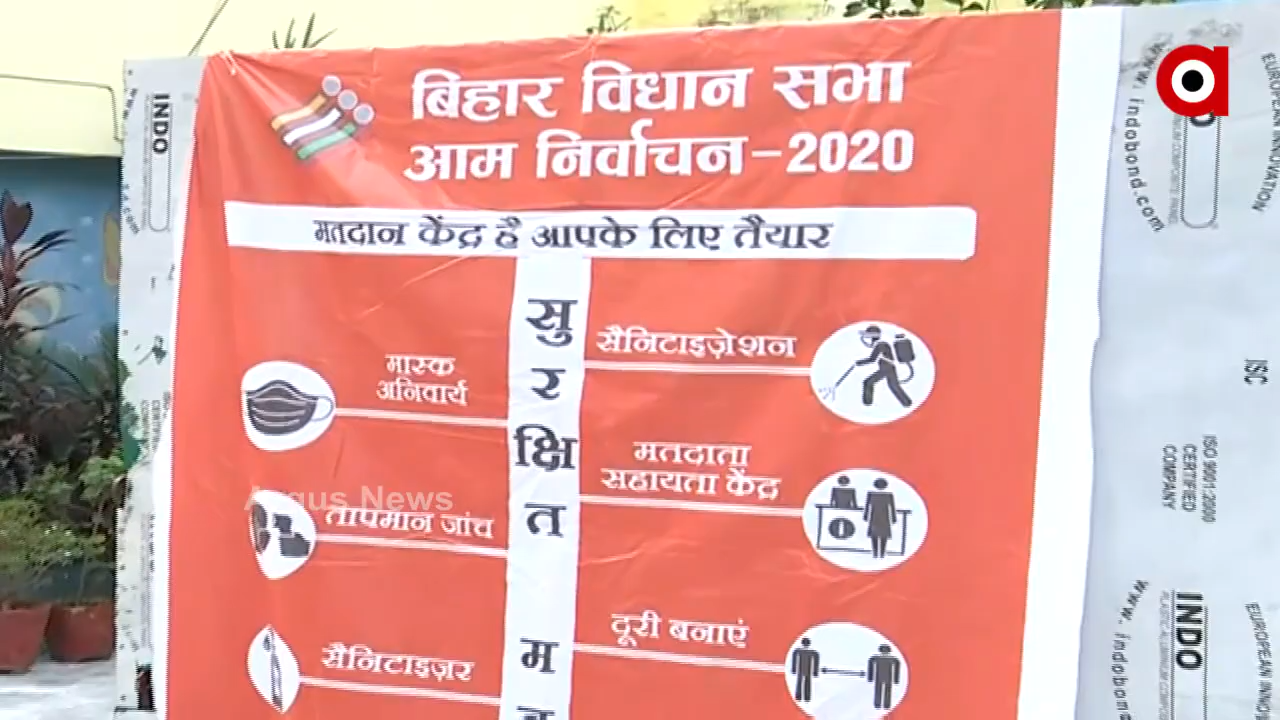 बिहार विधान सभा
आम निर्वाचन-2020
मतदान केंद्र है आपके लिए तैयार
सु
र
क्षि
त
म
मास्क
अनिवार्य
तापमान जांच
सैनिटाइज़र
सैनिटाइज़ेशन
मतदाता
सहायता केंद्र
दूरी बनाएं
Argus News
INDO
www.indobond.com
EUROPEAN INNOVATION
ISO 9001:2000
CERTIFIED
COMPANY
INDO